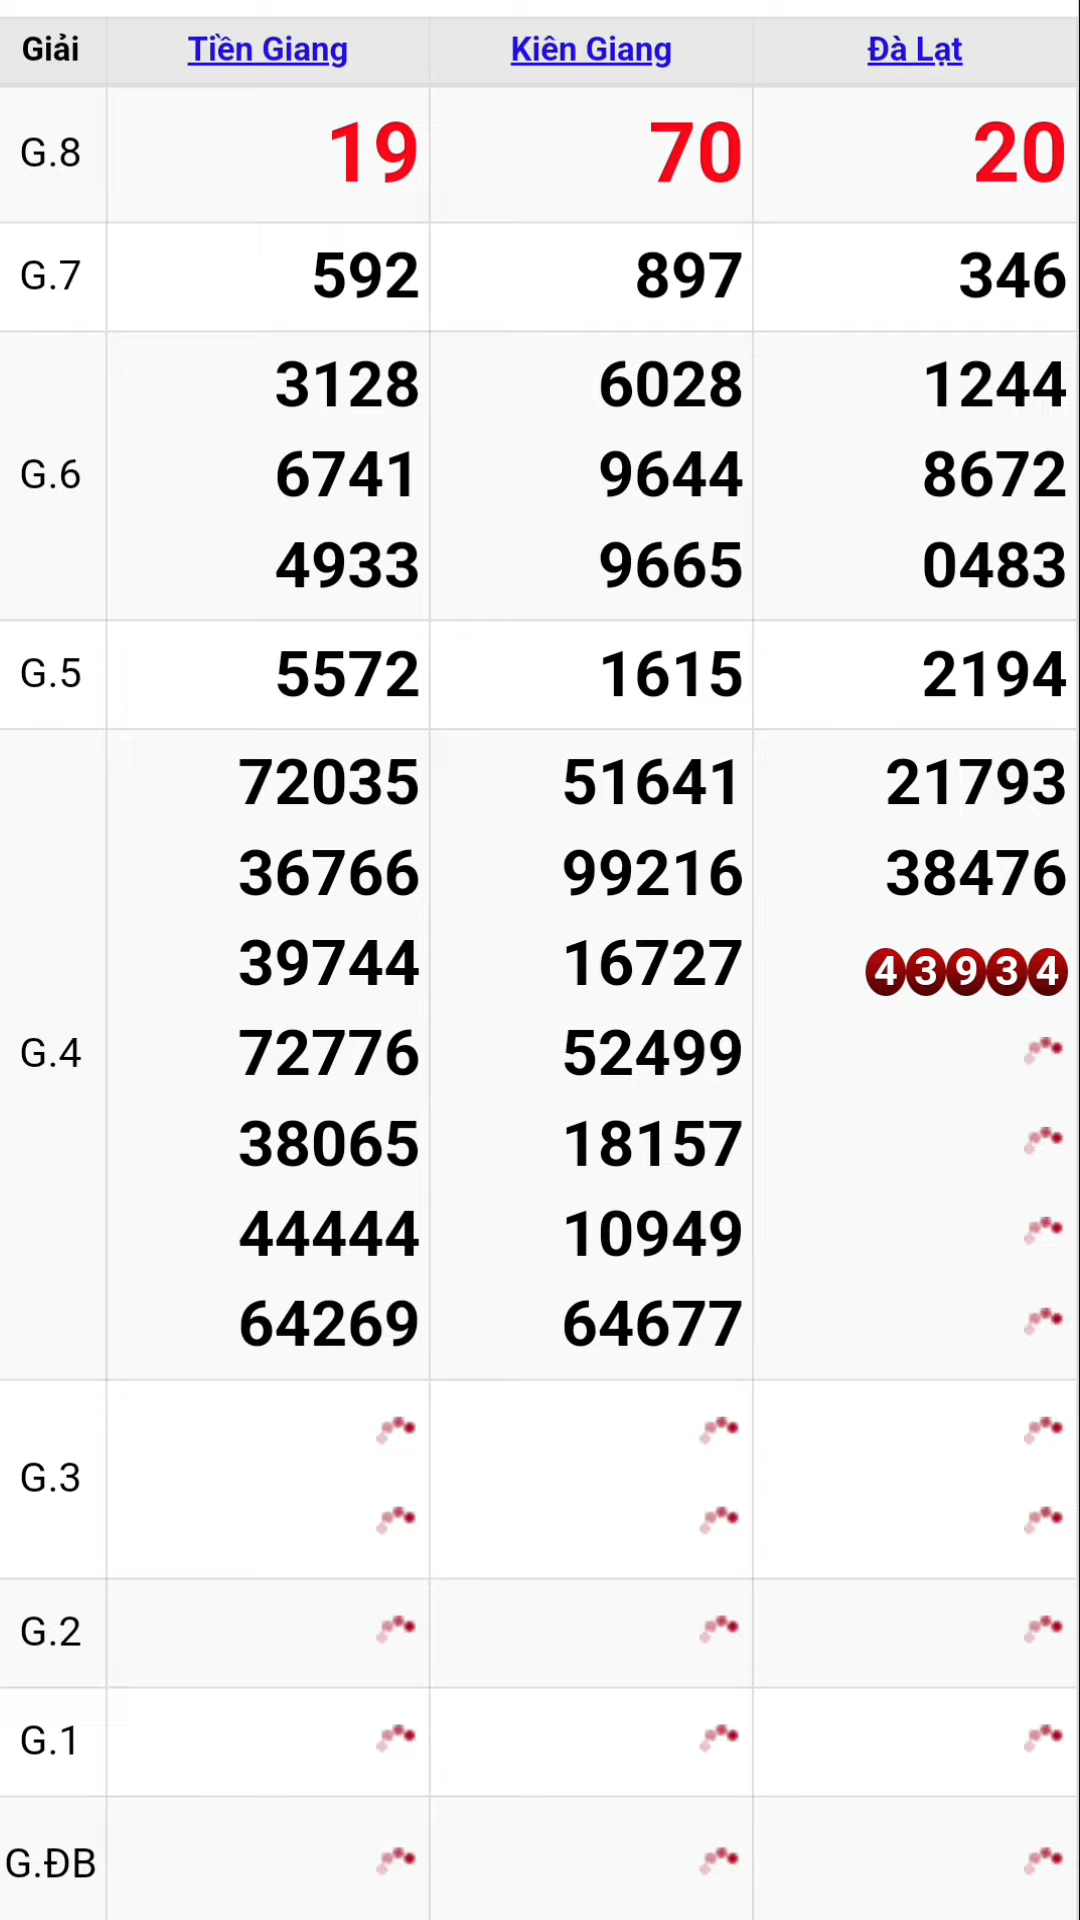 Giải Tiền Giang Kiên Giang Đà Lạt
G.8 19 70 20
G.7 592 897 346
3128 6028 1244
G.6 6741 9644 8672
4933 9665 0483
G.5 5572 1615 2194
72035 51641 21793
36766 99216 38476
39744 16727 43934
G.4 72776 52499
38065 18157
44444 10949
64269 64677
G.3
G.2
G.1
G.ĐB